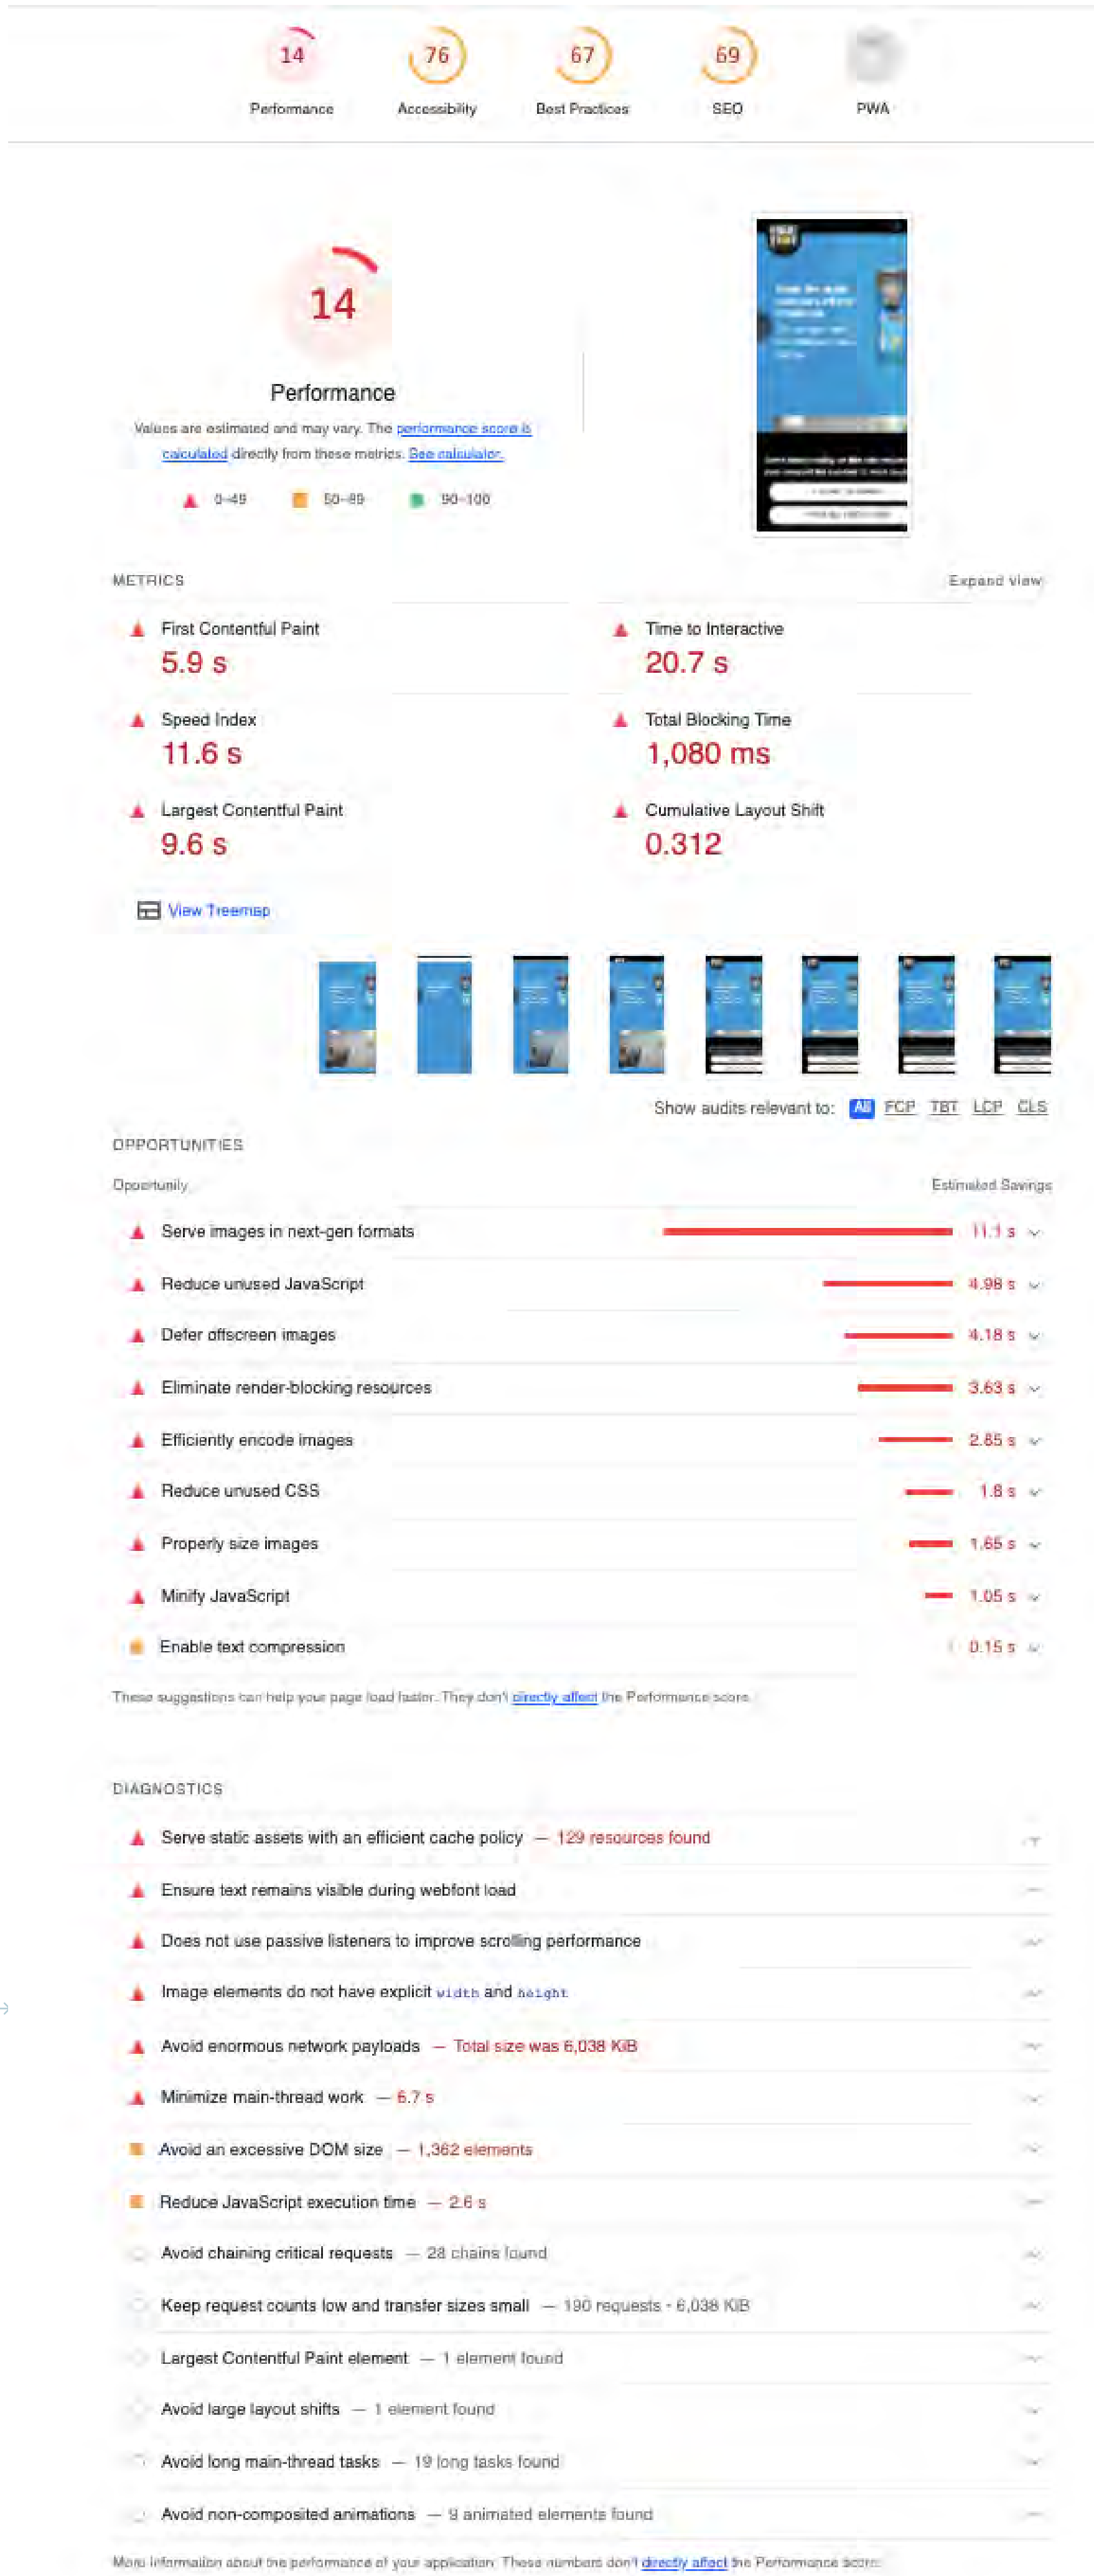 14
76
67
69
Performance
Accessibility
Best Practices
SEO
PWA
14
Performance
Values are estimated and may vary. The performance score is
calculated directly from these metrics. See calculator.
0–49
50–89
90–100
METRICS
Expand view
First Contentful Paint
5.9 s
Time to Interactive
20.7 s
Speed Index
11.6 s
Total Blocking Time
1,080 ms
Largest Contentful Paint
9.6 s
Cumulative Layout Shift
0.312
View Treemap
Show audits relevant to: All FCP TBT LCP CLS
OPPORTUNITIES
Opportunity
Estimated Savings
Serve images in next-gen formats 11.1 s
Reduce unused JavaScript 4.98 s
Defer offscreen images 4.18 s
Eliminate render-blocking resources 3.63 s
Efficiently encode images 2.85 s
Reduce unused CSS 1.8 s
Properly size images 1.65 s
Minify JavaScript 1.05 s
Enable text compression 0.15 s
These suggestions can help your page load faster. They don't directly affect the Performance score.
DIAGNOSTICS
Serve static assets with an efficient cache policy — 129 resources found
Ensure text remains visible during webfont load
Does not use passive listeners to improve scrolling performance
Image elements do not have explicit width and height
Avoid enormous network payloads — Total size was 6,038 KiB
Minimize main-thread work — 6.7 s
Avoid an excessive DOM size — 1,362 elements
Reduce JavaScript execution time — 2.6 s
Avoid chaining critical requests — 28 chains found
Keep request counts low and transfer sizes small — 190 requests • 6,038 KiB
Largest Contentful Paint element — 1 element found
Avoid large layout shifts — 1 element found
Avoid long main-thread tasks — 19 long tasks found
Avoid non-composited animations — 9 animated elements found
More information about the performance of your application. These numbers don't directly affect the Performance score.